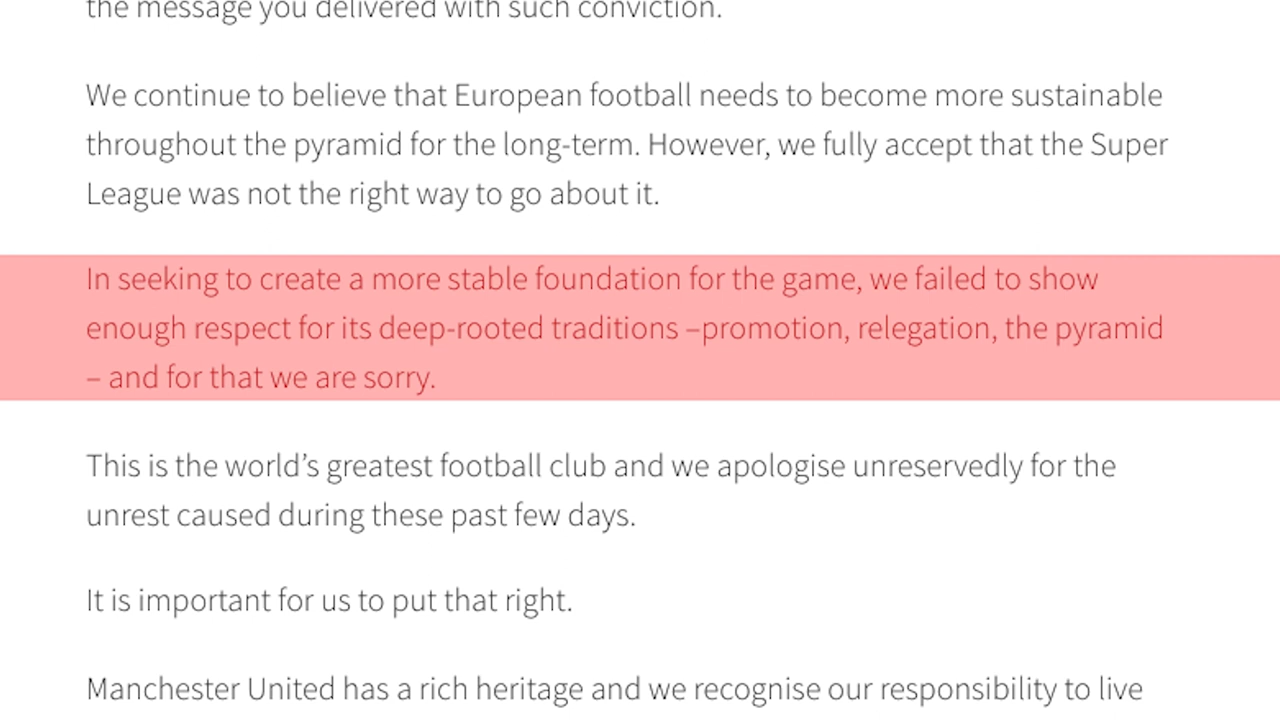 the message you delivered with such conviction.
We continue to believe that European football needs to become more sustainable
throughout the pyramid for the long-term. However, we fully accept that the Super
League was not the right way to go about it.
In seeking to create a more stable foundation for the game, we failed to show
enough respect for its deep-rooted traditions –promotion, relegation, the pyramid
– and for that we are sorry.
This is the world’s greatest football club and we apologise unreservedly for the
unrest caused during these past few days.
It is important for us to put that right.
Manchester United has a rich heritage and we recognise our responsibility to live